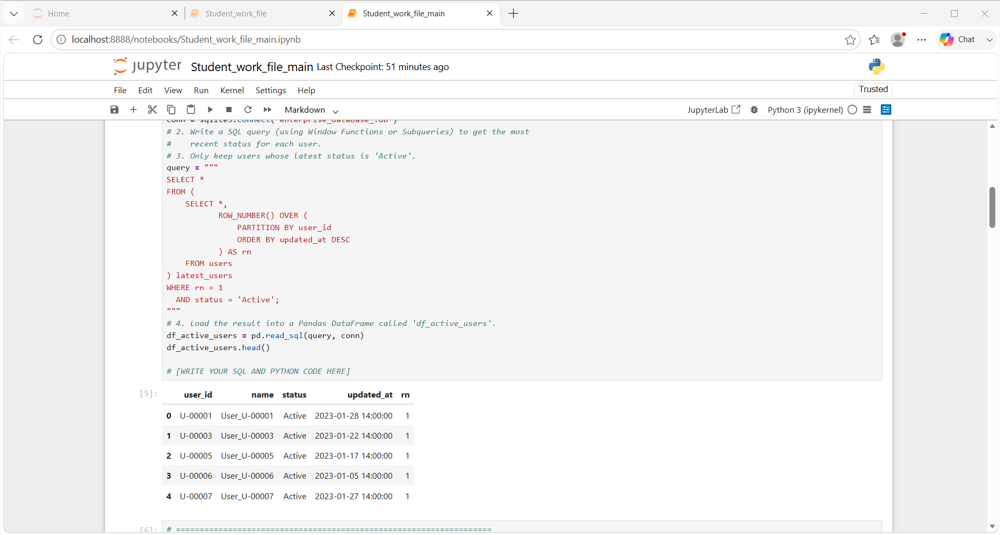 Home
Student_work_file
Student_work_file_main
localhost:8888/notebooks/Student_work_file_main.ipynb
Chat
jupyter Student_work_file_main Last Checkpoint: 51 minutes ago
File Edit View Run Kernel Settings Help
Trusted
Markdown
JupyterLab
Python 3 (ipykernel)
conn = sqlite3.connect("enterprise_database_.db")
# 2. Write a SQL query (using Window Functions or Subqueries) to get the most
#    recent status for each user.
# 3. Only keep users whose latest status is 'Active'.
query = """
SELECT *
FROM (
    SELECT *,
           ROW_NUMBER() OVER (
               PARTITION BY user_id
               ORDER BY updated_at DESC
           ) AS rn
    FROM users
) latest_users
WHERE rn = 1
  AND status = 'Active';
"""
# 4. Load the result into a Pandas DataFrame called 'df_active_users'.
df_active_users = pd.read_sql(query, conn)
df_active_users.head()
# [WRITE YOUR SQL AND PYTHON CODE HERE]
[5]:
user_id name status updated_at rn
0 U-00001 User_U-00001 Active 2023-01-28 14:00:00 1
1 U-00003 User_U-00003 Active 2023-01-22 14:00:00 1
2 U-00005 User_U-00005 Active 2023-01-17 14:00:00 1
3 U-00006 User_U-00006 Active 2023-01-05 14:00:00 1
4 U-00007 User_U-00007 Active 2023-01-27 14:00:00 1
[6]:
# ===================================================================